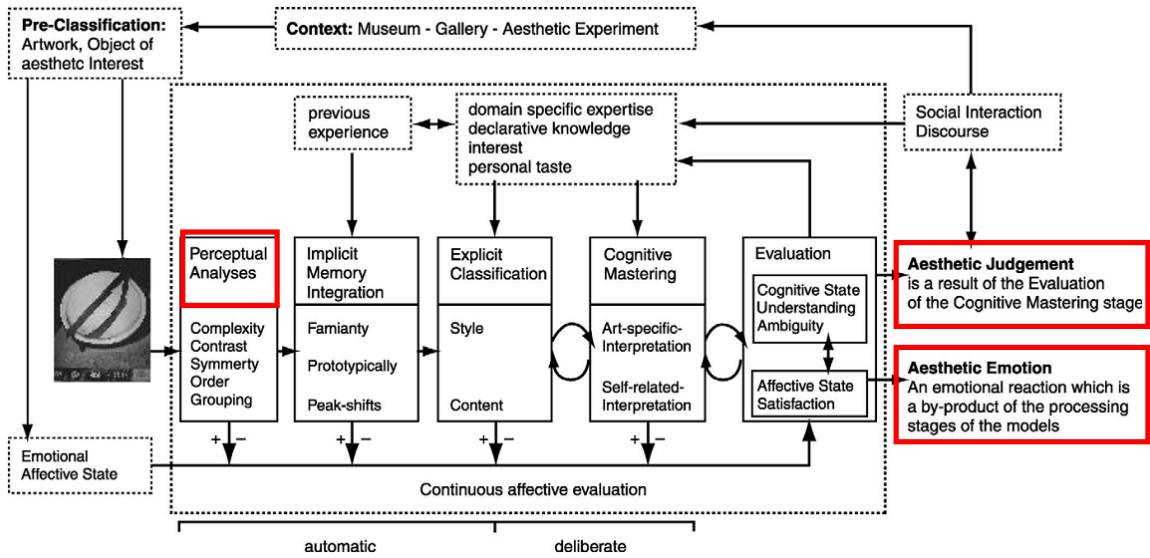 Pre-Classification:
Artwork, Object of
aesthetc Interest
Context: Museum - Gallery - Aesthetic Experiment
previous
experience
domain specific expertise
declarative knowledge
interest
personal taste
Social Interaction
Discourse
Perceptual
Analyses
Complexity
Contrast
Symmerty
Order
Grouping
Implicit
Memory
Integration
Famianty
Prototypically
Peak-shifts
Explicit
Classification
Style
Content
Cognitive
Mastering
Art-specific-
Interpretation
Self-related-
Interpretation
Evaluation
Cognitive State
Understanding
Ambiguity
Affective State
Satisfaction
Aesthetic Judgement
is a result of the Evaluation
of the Cognitive Mastering stage
Aesthetic Emotion
An emotional reaction which is
a by-product of the processing
stages of the models
+ −
+ −
+ −
+ −
Emotional
Affective State
Continuous affective evaluation
automatic
deliberate